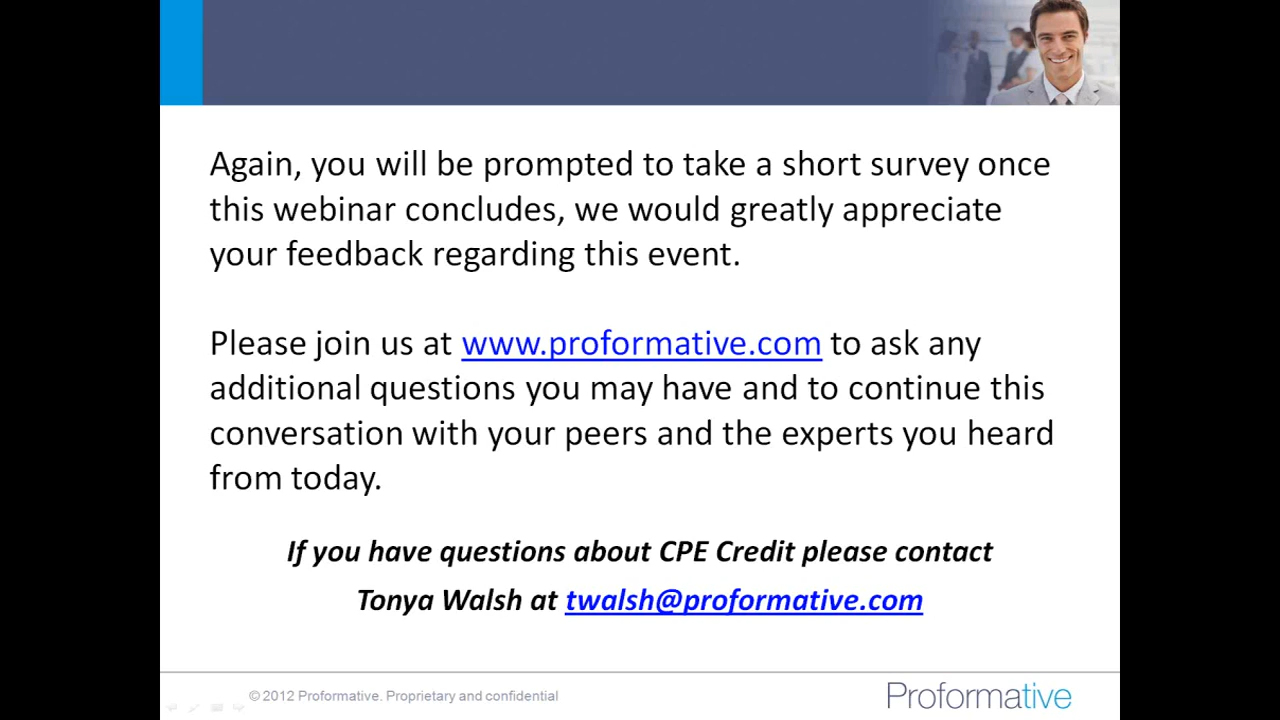 Again, you will be prompted to take a short survey once
this webinar concludes, we would greatly appreciate
your feedback regarding this event.
Please join us at www.proformative.com to ask any
additional questions you may have and to continue this
conversation with your peers and the experts you heard
from today.
If you have questions about CPE Credit please contact
Tonya Walsh at twalsh@proformative.com
© 2012 Proformative. Proprietary and confidential
Proformative